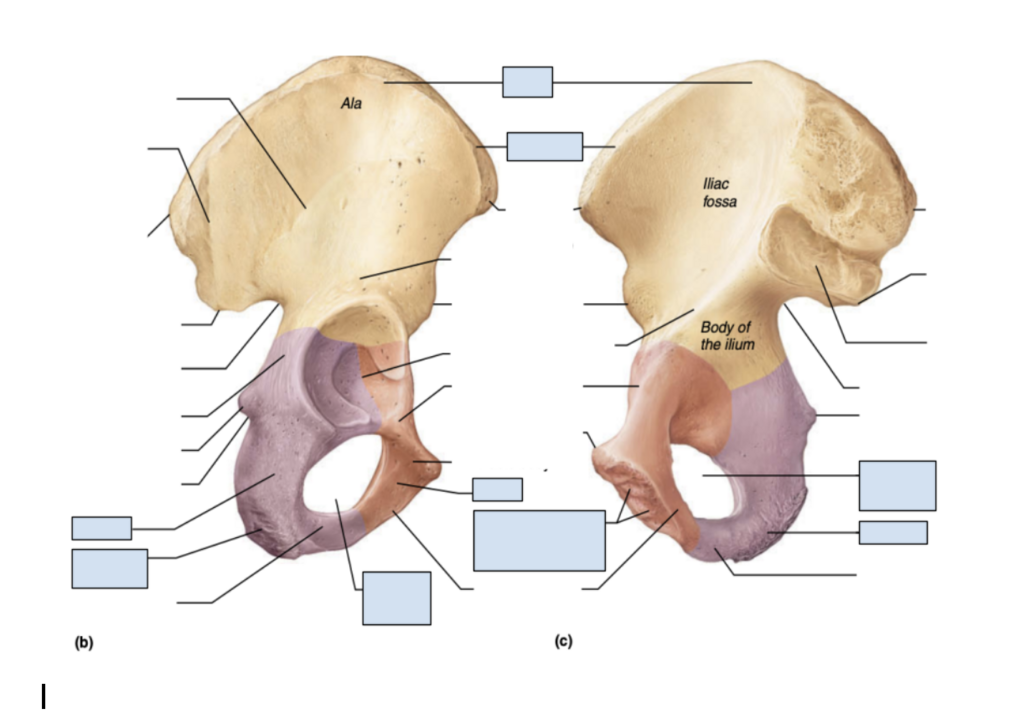 Ala
Iliac
fossa
Body of
the ilium
(b)
(c)